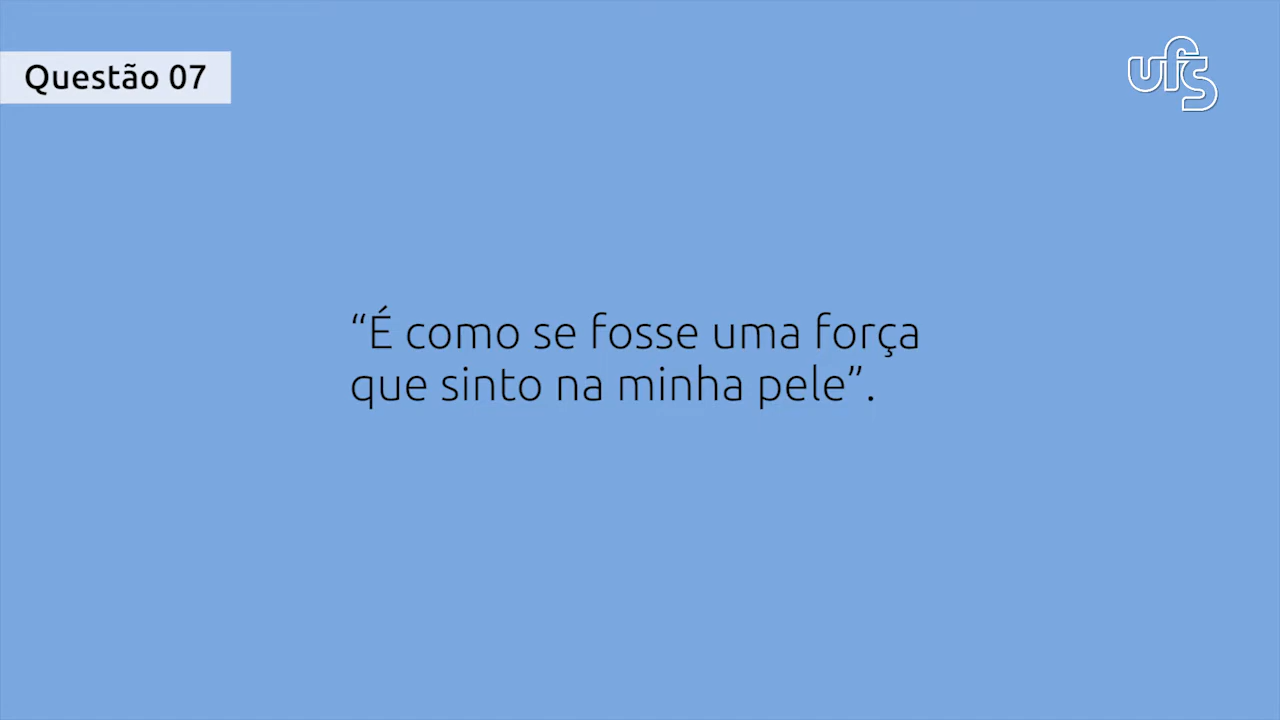 Questão 07
ufs
“É como se fosse uma força
que sinto na minha pele”.